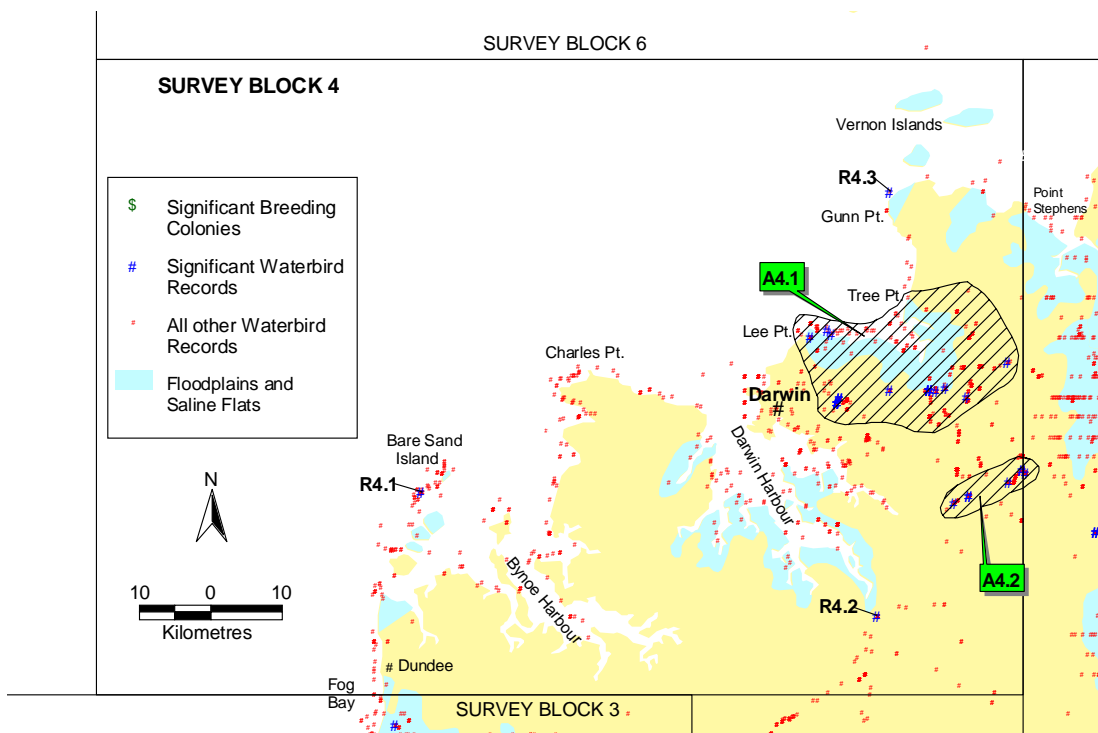 SURVEY BLOCK 6
SURVEY BLOCK 4
Vernon Islands
R4.3
Gunn Pt.
Point
Stephens
$ Significant Breeding
Colonies
# Significant Waterbird
Records
# All other Waterbird
Records
Floodplains and
Saline Flats
A4.1
Tree Pt.
Lee Pt.
Charles Pt.
Darwin
#
Darwin Harbour
Bare Sand
Island
R4.1
N
A4.2
Bynoe Harbour
10 0 10
Kilometres
R4.2
# Dundee
Fog
Bay
SURVEY BLOCK 3